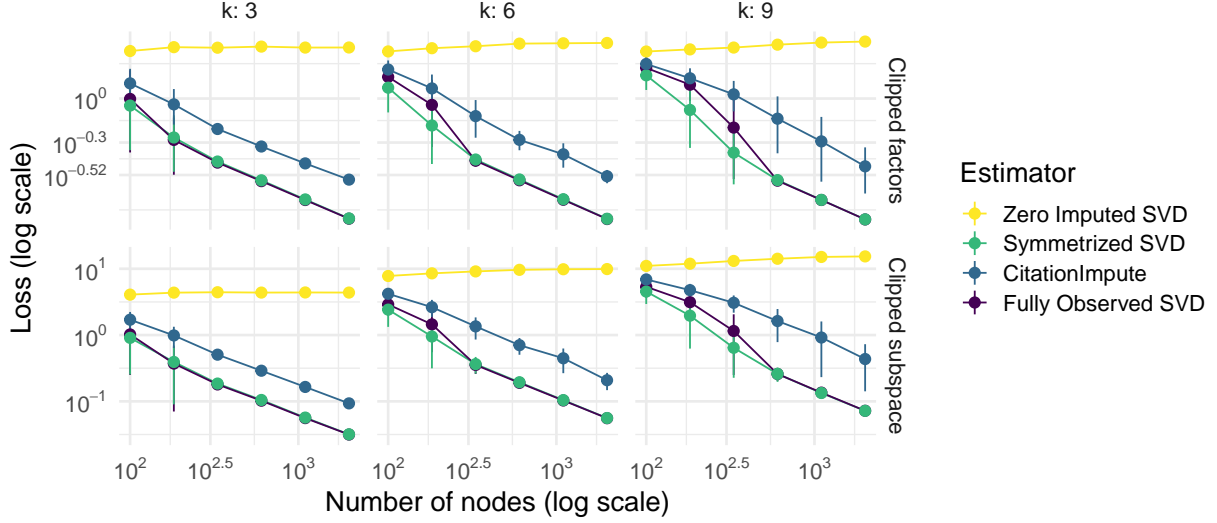 k: 3
k: 6
k: 9
Loss (log scale)
10^0
10^−0.3
10^−0.52
Clipped factors
10^1
10^0
10^−1
Clipped subspace
10^2
10^2.5
10^3
10^2
10^2.5
10^3
10^2
10^2.5
10^3
Number of nodes (log scale)
Estimator
Zero Imputed SVD
Symmetrized SVD
CitationImpute
Fully Observed SVD